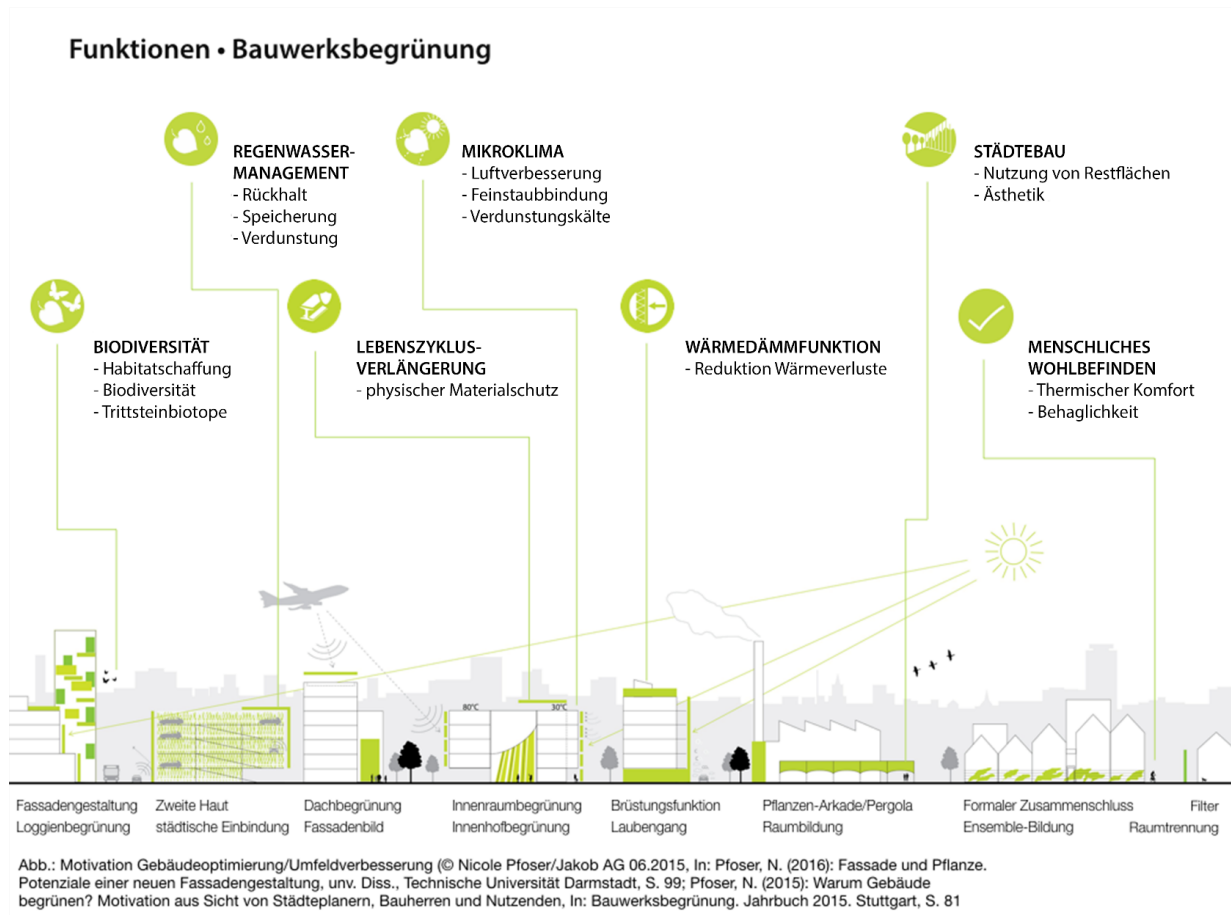 Funktionen • Bauwerksbegrünung
REGENWASSER-
MANAGEMENT
- Rückhalt
- Speicherung
- Verdunstung
MIKROKLIMA
- Luftverbesserung
- Feinstaubbindung
- Verdunstungskälte
STÄDTEBAU
- Nutzung von Restflächen
- Ästhetik
BIODIVERSITÄT
- Habitatschaffung
- Biodiversität
- Trittsteinbiotope
LEBENSZYKLUS-
VERLÄNGERUNG
- physischer Materialschutz
WÄRMEDÄMMFUNKTION
- Reduktion Wärmeverluste
MENSCHLICHES
WOHLBEFINDEN
- Thermischer Komfort
- Behaglichkeit
80°C
30°C
Fassadengestaltung
Loggienbegrünung
Zweite Haut
städtische Einbindung
Dachbegrünung
Fassadenbild
Innenraumbegrünung
Innenhofbegrünung
Brüstungsfunktion
Laubengang
Pflanzen-Arkade/Pergola
Raumbildung
Formaler Zusammenschluss
Ensemble-Bildung
Filter
Raumtrennung
Abb.: Motivation Gebäudeoptimierung/Umfeldverbesserung (© Nicole Pfoser/Jakob AG 06.2015, In: Pfoser, N. (2016): Fassade und Pflanze.
Potenziale einer neuen Fassadengestaltung, unv. Diss., Technische Universität Darmstadt, S. 99; Pfoser, N. (2015): Warum Gebäude
begrünen? Motivation aus Sicht von Städteplanern, Bauherren und Nutzenden, In: Bauwerksbegrünung. Jahrbuch 2015. Stuttgart, S. 81